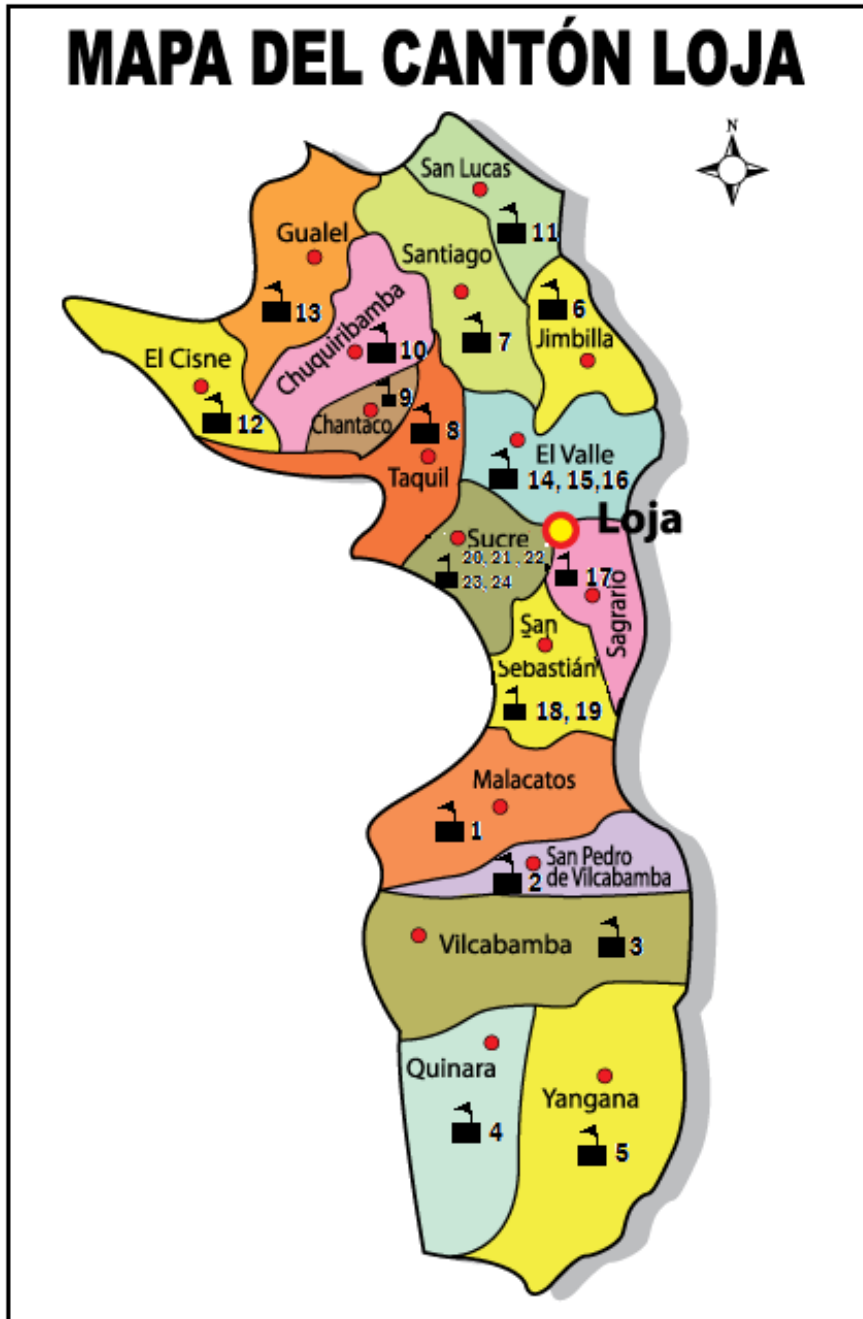 MAPA DEL CANTÓN LOJA
N
San Lucas
11
Gualel
13
Santiago
7
6
Jimbilla
Chuquiribamba
10
El Cisne
12
9
Chantaco
8
Taquil
El Valle
14, 15,16
Loja
Sucre
20, 21 , 22
23, 24
17
Sagrario
San
Sebastián
18, 19
Malacatos
1
San Pedro
de Vilcabamba
2
Vilcabamba
3
Quinara
4
Yangana
5